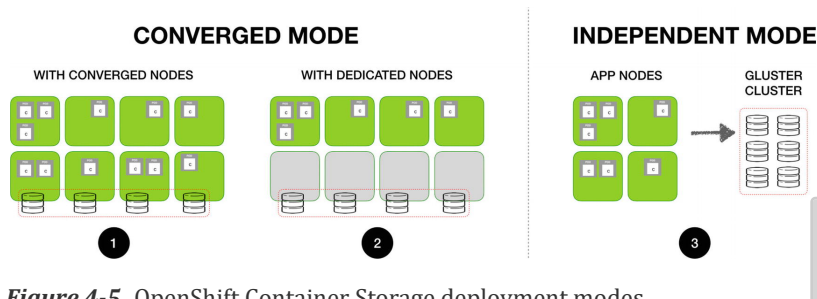 CONVERGED MODE
INDEPENDENT MODE
WITH CONVERGED NODES
WITH DEDICATED NODES
APP NODES
GLUSTER
CLUSTER
c c c c c
c
c c c c c c
c c c c c
c
c c c
c
c c c
1
2
3
Figure 4-5. OpenShift Container Storage deployment modes